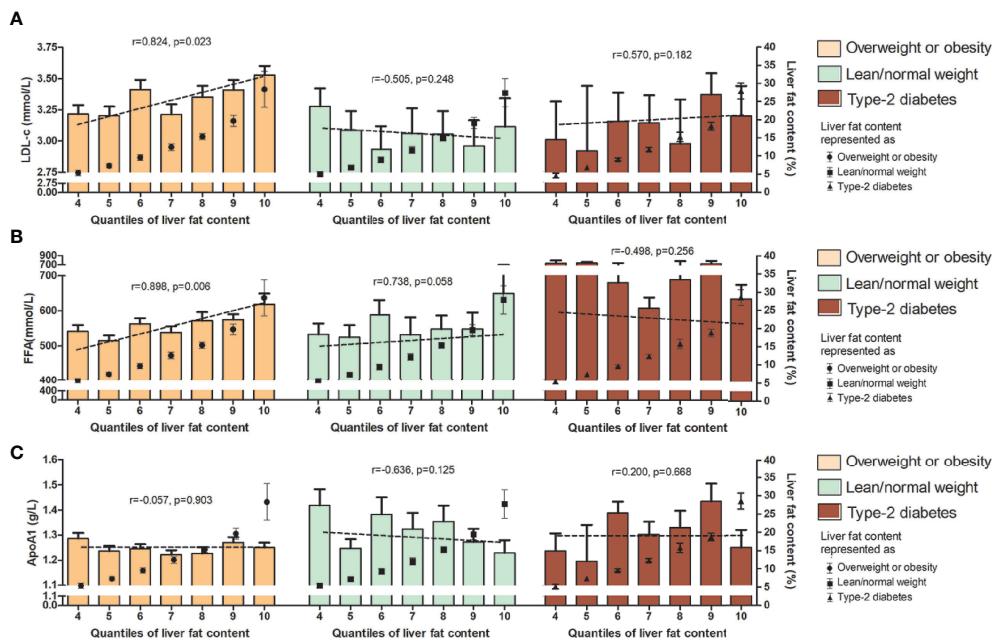 A
r=0.824, p=0.023
r=-0.505, p=0.248
r=0.570, p=0.182
LDL-c (mmol/L)
3.75
3.50
3.25
3.00
2.75
2.75
0.00
4 5 6 7 8 9 10
4 5 6 7 8 9 10
4 5 6 7 8 9 10
Quantiles of liver fat content
Quantiles of liver fat content
Quantiles of liver fat content
40
35
30
25
20
15
10
5
0
Liver fat content (%)
Overweight or obesity
Lean/normal weight
Type-2 diabetes
Liver fat content
represented as
Overweight or obesity
Lean/normal weight
Type-2 diabetes
B
r=0.898, p=0.006
r=0.738, p=0.058
r=-0.498, p=0.256
FFA(mmol/L)
900
700
700
600
500
400
400
0
4 5 6 7 8 9 10
4 5 6 7 8 9 10
4 5 6 7 8 9 10
Quantiles of liver fat content
Quantiles of liver fat content
Quantiles of liver fat content
40
35
30
25
20
15
10
5
0
Liver fat content (%)
Overweight or obesity
Lean/normal weight
Type-2 diabetes
Liver fat content
represented as
Overweight or obesity
Lean/normal weight
Type-2 diabetes
C
r=-0.057, p=0.903
r=-0.636, p=0.125
r=0.200, p=0.668
ApoA1 (g/L)
1.6
1.5
1.4
1.3
1.2
1.1
1.1
0.0
4 5 6 7 8 9 10
4 5 6 7 8 9 10
4 5 6 7 8 9 10
Quantiles of liver fat content
Quantiles of liver fat content
Quantiles of liver fat content
40
35
30
25
20
15
10
5
0
Liver fat content (%)
Overweight or obesity
Lean/normal weight
Type-2 diabetes
Liver fat content
represented as
Overweight or obesity
Lean/normal weight
Type-2 diabetes